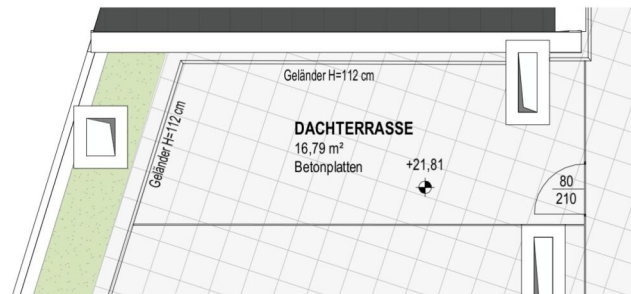 Geländer H=112 cm
Geländer H=112 cm
DACHTERRASSE
16,79 m²
Betonplatten
+21,81
80
210